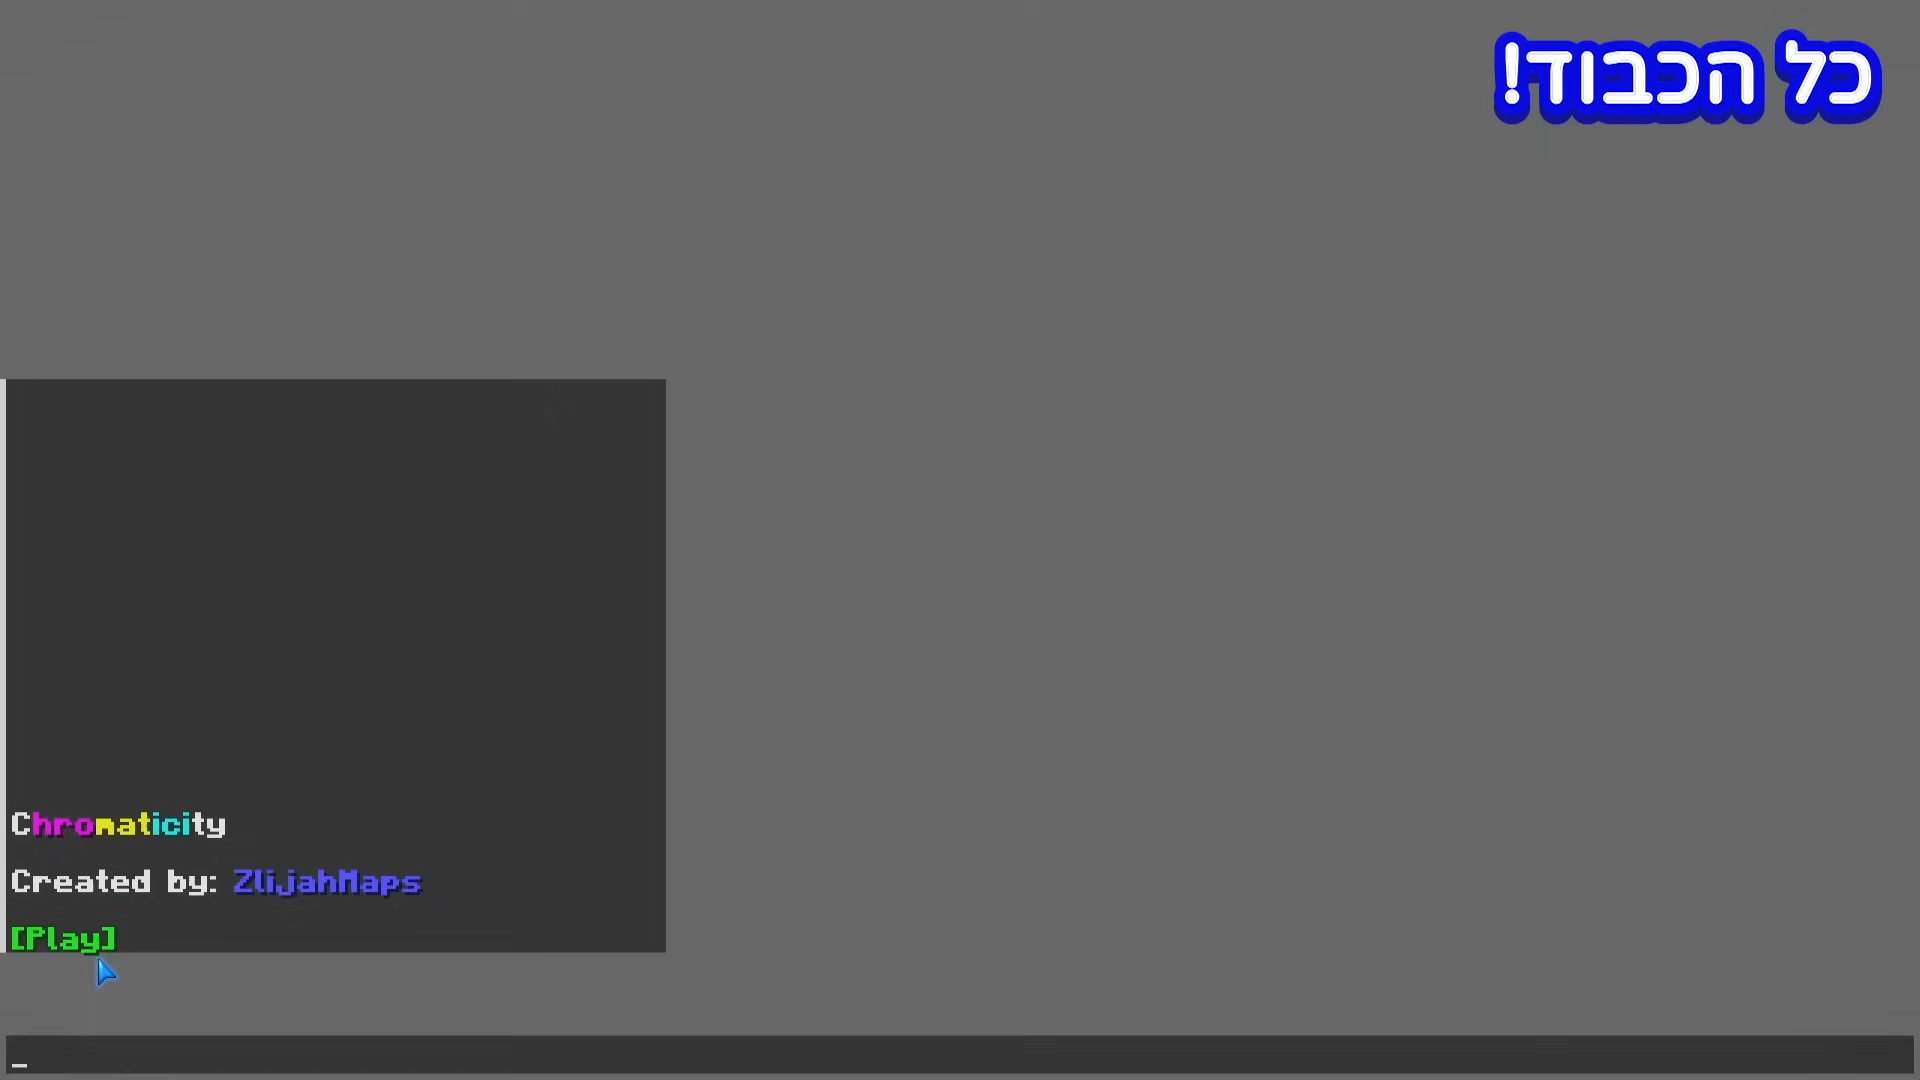 כל הכבוד!
Chromaticity
Created by: ZlijahMaps
[Play]
_